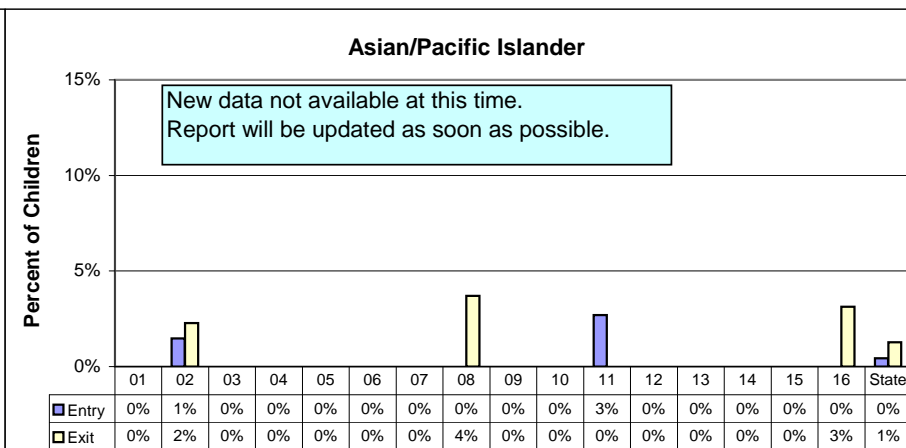 Asian/Pacific Islander
New data not available at this time.
Report will be updated as soon as possible.
Percent of Children
15%
10%
5%
0%
01 02 03 04 05 06 07 08 09 10 11 12 13 14 15 16 State
Entry 0% 1% 0% 0% 0% 0% 0% 0% 0% 0% 3% 0% 0% 0% 0% 0% 0%
Exit 0% 2% 0% 0% 0% 0% 0% 4% 0% 0% 0% 0% 0% 0% 0% 3% 1%